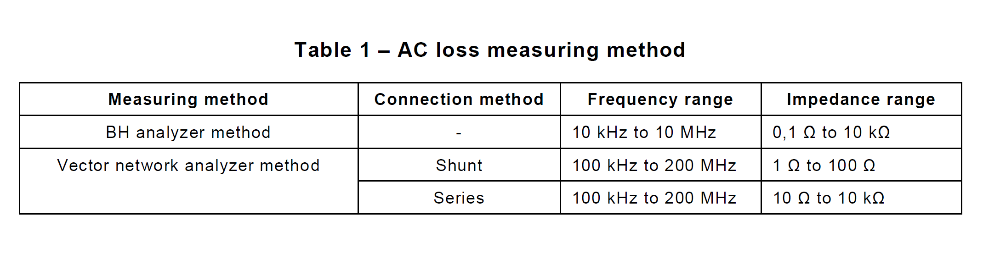 Table 1 – AC loss measuring method
Measuring method Connection method Frequency range Impedance range
BH analyzer method - 10 kHz to 10 MHz 0,1 Ω to 10 kΩ
Vector network analyzer method Shunt 100 kHz to 200 MHz 1 Ω to 100 Ω
Series 100 kHz to 200 MHz 10 Ω to 10 kΩ